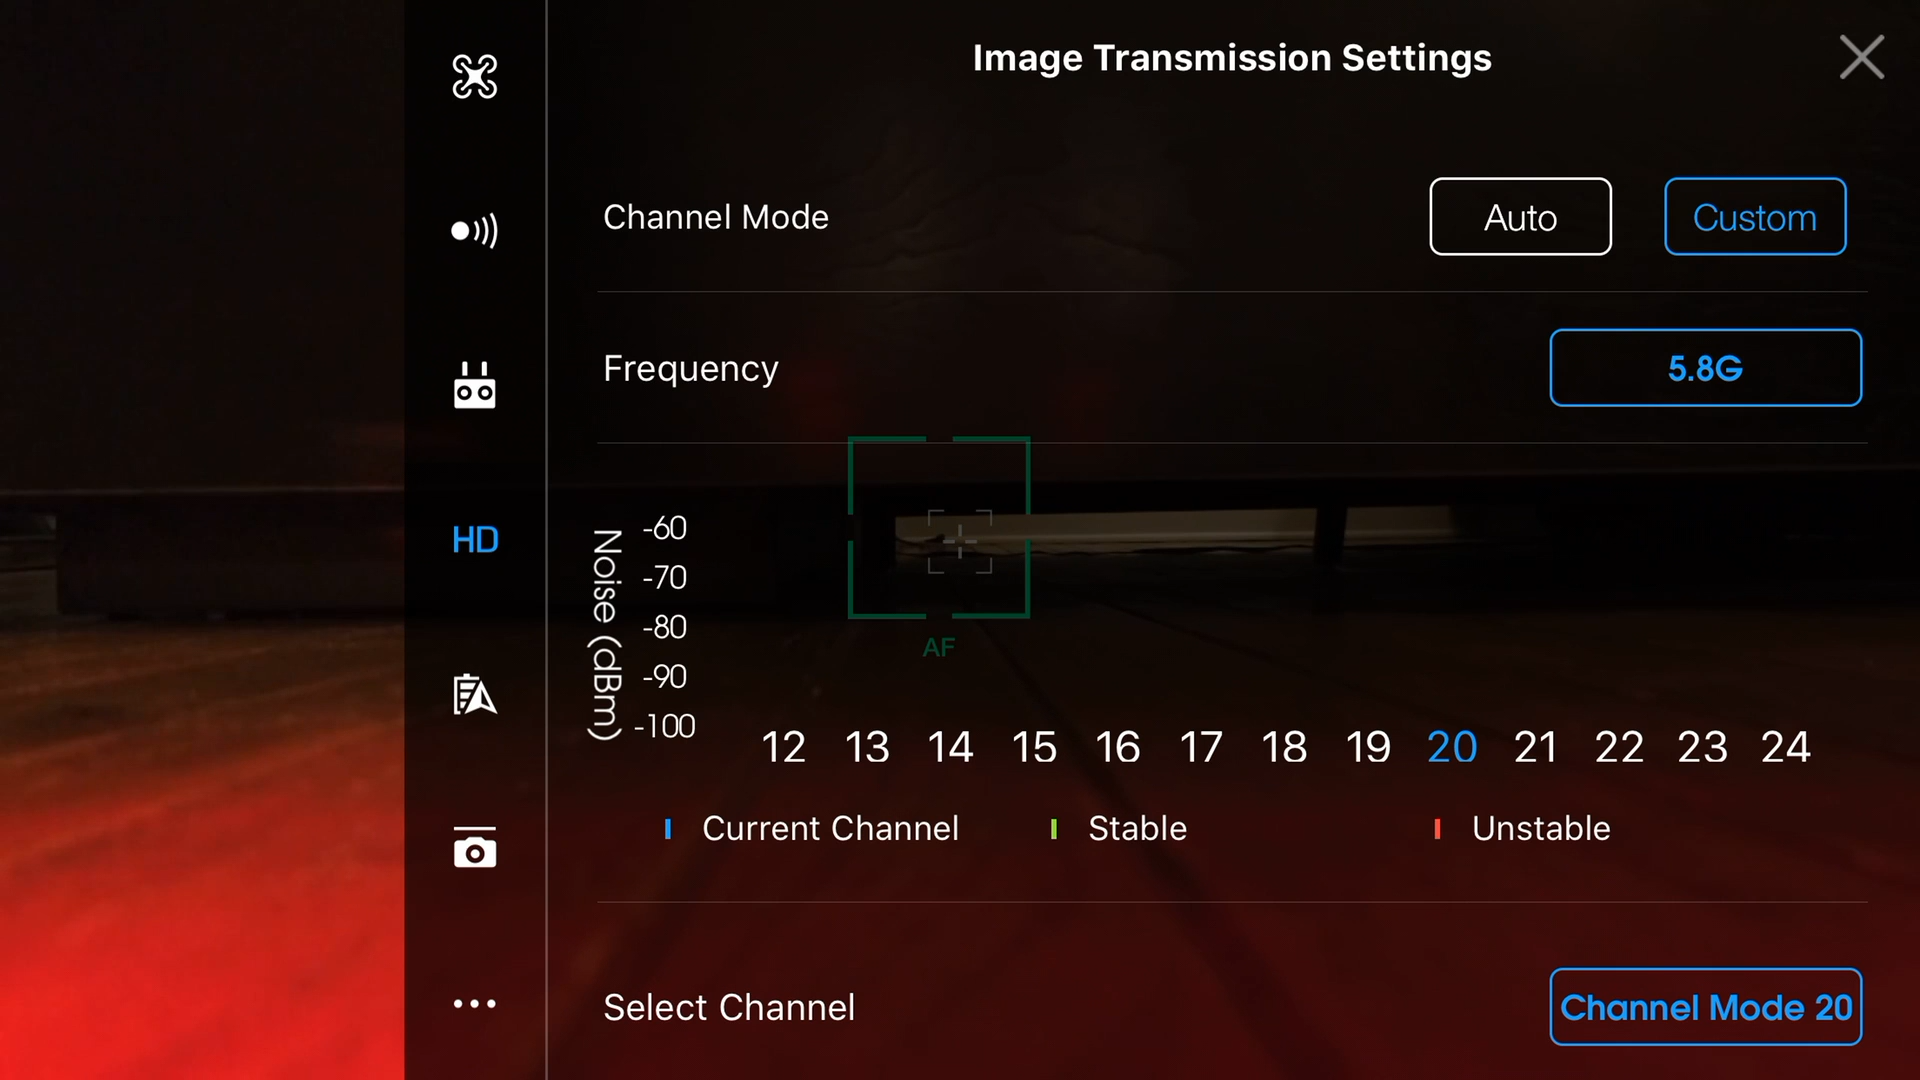 Image Transmission Settings
Channel Mode
Auto
Custom
Frequency
5.8G
HD
Noise (dBm)
-60
-70
-80
-90
-100
AF
12 13 14 15 16 17 18 19 20 21 22 23 24
Current Channel
Stable
Unstable
Select Channel
Channel Mode 20